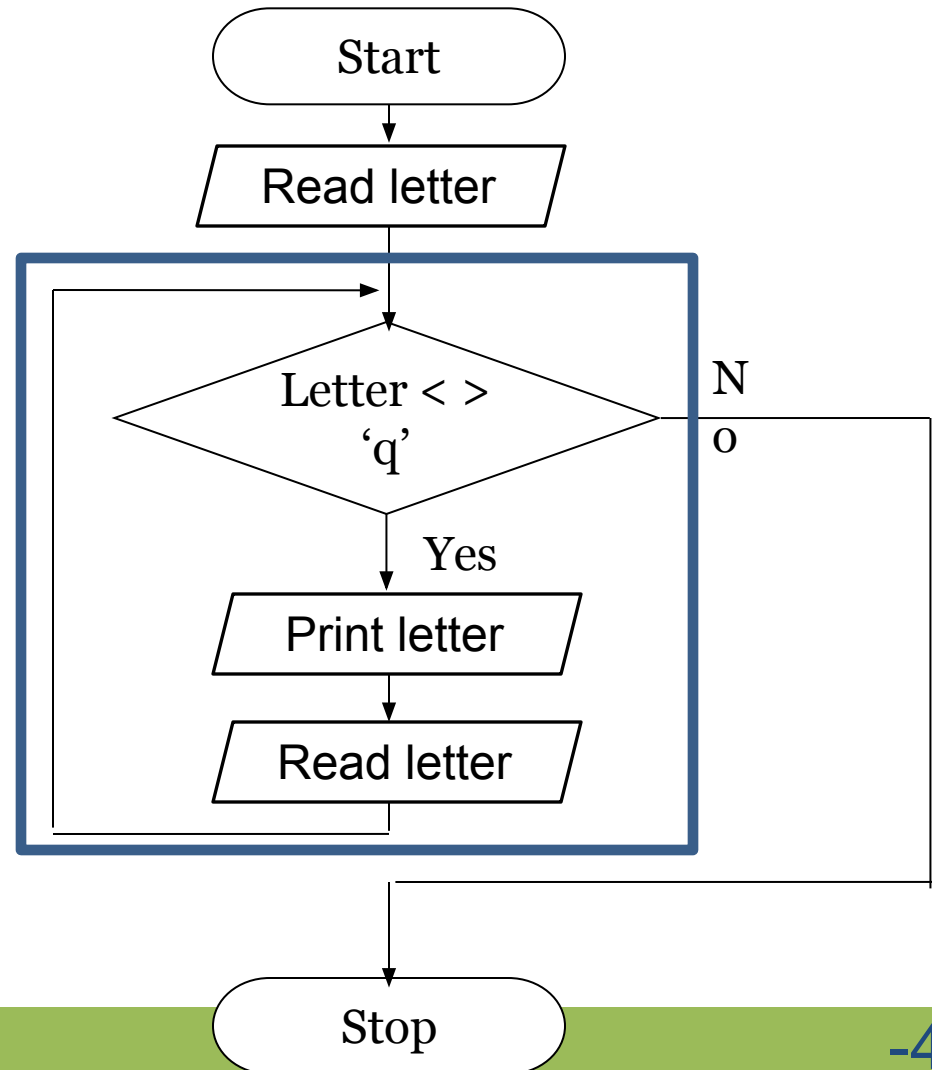 Start
Read letter
Letter < >
‘q’
N
o
Yes
Print letter
Read letter
Stop